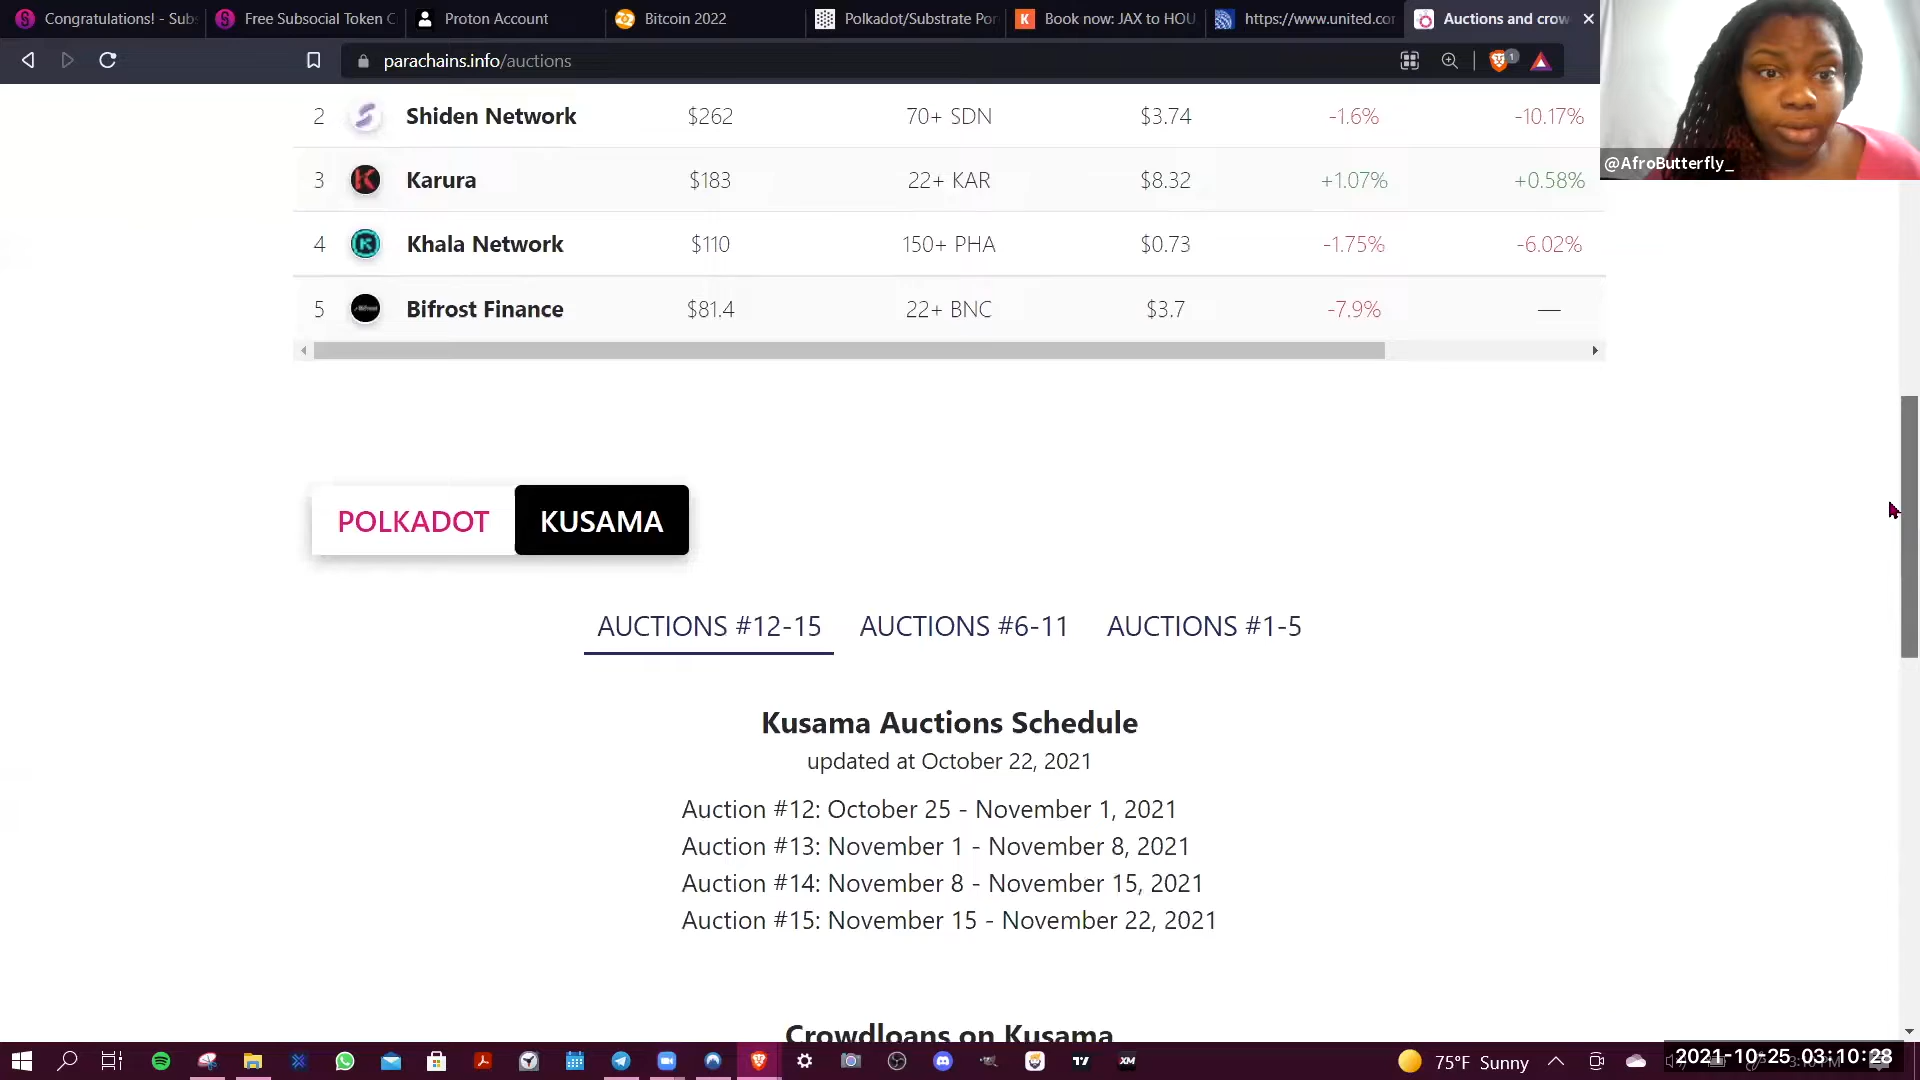 Congratulations! - Sub
Free Subsocial Token C
Proton Account
Bitcoin 2022
Polkadot/Substrate Por
Book now: JAX to HOU
https://www.united.co
Auctions and crow
parachains.info/auctions
1
@AfroButterfly_
2 Shiden Network $262 70+ SDN $3.74 -1.6% -10.17%
3 Karura $183 22+ KAR $8.32 +1.07% +0.58%
4 Khala Network $110 150+ PHA $0.73 -1.75% -6.02%
5 Bifrost Finance $81.4 22+ BNC $3.7 -7.9% —
POLKADOT KUSAMA
AUCTIONS #12-15 AUCTIONS #6-11 AUCTIONS #1-5
Kusama Auctions Schedule
updated at October 22, 2021
Auction #12: October 25 - November 1, 2021
Auction #13: November 1 - November 8, 2021
Auction #14: November 8 - November 15, 2021
Auction #15: November 15 - November 22, 2021
Crowdloans on Kusama
75°F Sunny
2021-10-25 03:10:28